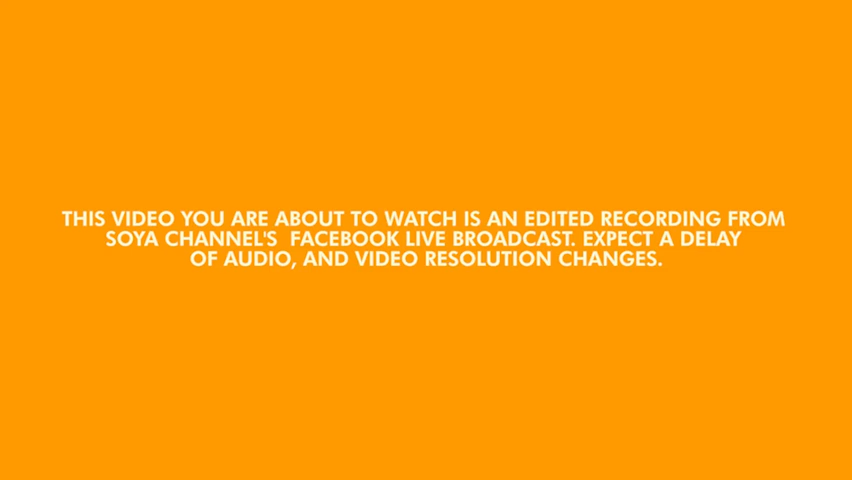 THIS VIDEO YOU ARE ABOUT TO WATCH IS AN EDITED RECORDING FROM
SOYA CHANNEL'S  FACEBOOK LIVE BROADCAST. EXPECT A DELAY
OF AUDIO, AND VIDEO RESOLUTION CHANGES.